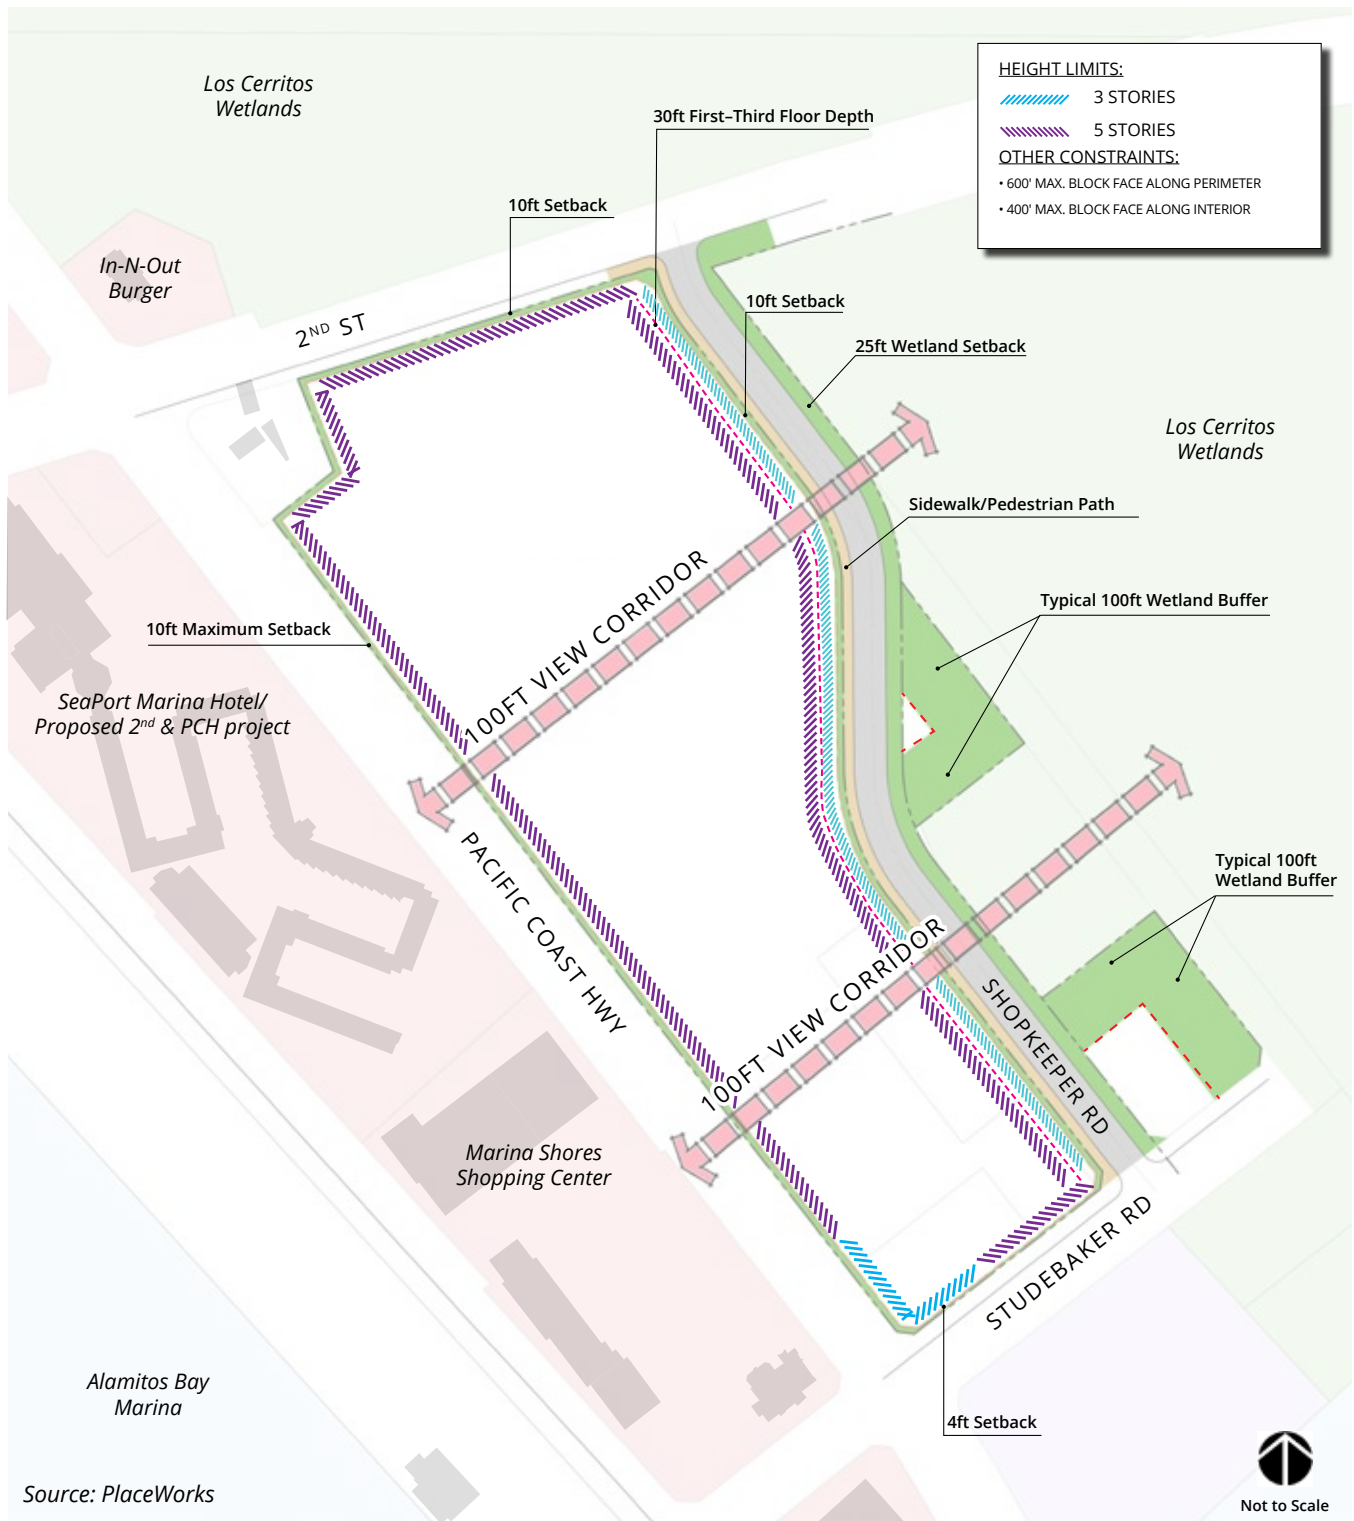 Los Cerritos
Wetlands
HEIGHT LIMITS:
3 STORIES
5 STORIES
OTHER CONSTRAINTS:
• 600' MAX. BLOCK FACE ALONG PERIMETER
• 400' MAX. BLOCK FACE ALONG INTERIOR
30ft First–Third Floor Depth
10ft Setback
In-N-Out
Burger
2ND ST
10ft Setback
25ft Wetland Setback
Los Cerritos
Wetlands
Sidewalk/Pedestrian Path
100FT VIEW CORRIDOR
Typical 100ft Wetland Buffer
10ft Maximum Setback
SeaPort Marina Hotel/
Proposed 2nd & PCH project
PACIFIC COAST HWY
Typical 100ft
Wetland Buffer
100FT VIEW CORRIDOR
SHOPKEEPER RD
Marina Shores
Shopping Center
STUDEBAKER RD
Alamitos Bay
Marina
4ft Setback
Source: PlaceWorks
Not to Scale